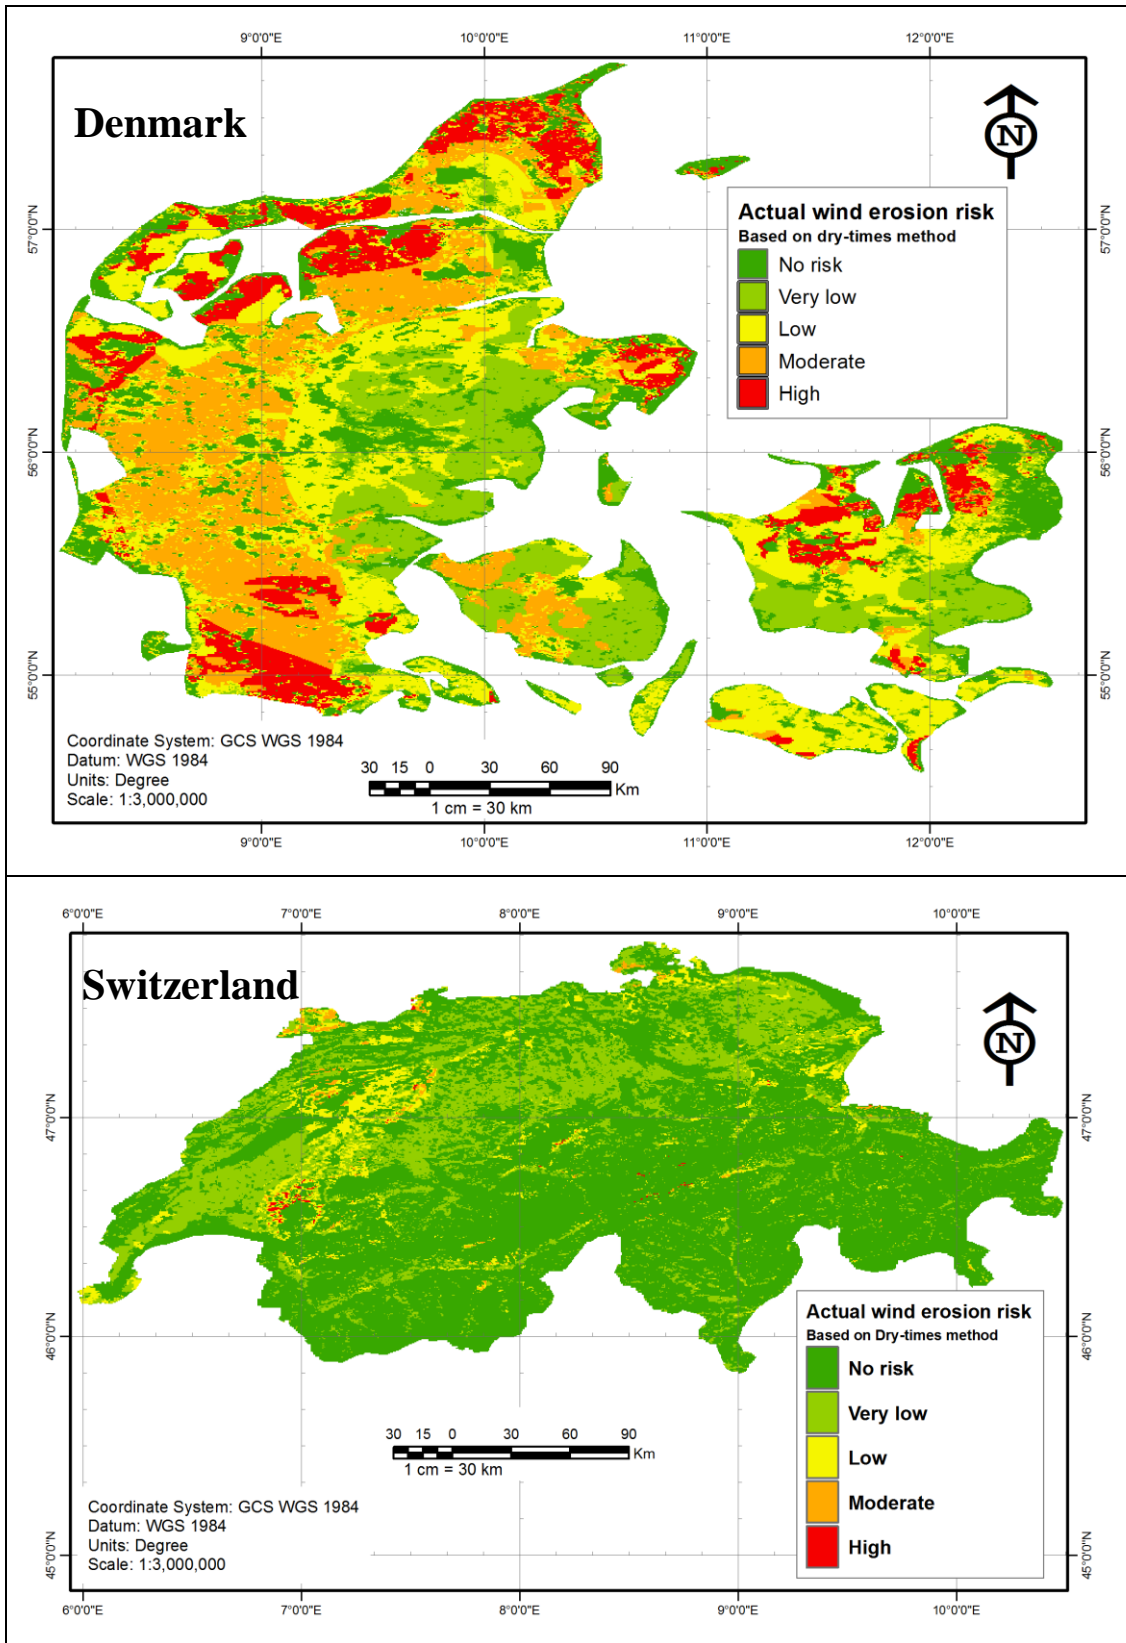 9°0'0"E 10°0'0"E 11°0'0"E 12°0'0"E
Denmark
N
57°0'0"N 57°0'0"N
Actual wind erosion risk
Based on dry-times method
No risk
Very low
Low
Moderate
High
56°0'0"N 56°0'0"N
55°0'0"N 55°0'0"N
Coordinate System: GCS WGS 1984
Datum: WGS 1984
Units: Degree
Scale: 1:3,000,000
30 15 0 30 60 90
Km
1 cm = 30 km
9°0'0"E 10°0'0"E 11°0'0"E 12°0'0"E
6°0'0"E 7°0'0"E 8°0'0"E 9°0'0"E 10°0'0"E
Switzerland
N
47°0'0"N 47°0'0"N
46°0'0"N 46°0'0"N
Actual wind erosion risk
Based on Dry-times method
No risk
Very low
Low
Moderate
High
30 15 0 30 60 90
Km
1 cm = 30 km
Coordinate System: GCS WGS 1984
Datum: WGS 1984
Units: Degree
Scale: 1:3,000,000
45°0'0"N 45°0'0"N
6°0'0"E 7°0'0"E 8°0'0"E 9°0'0"E 10°0'0"E